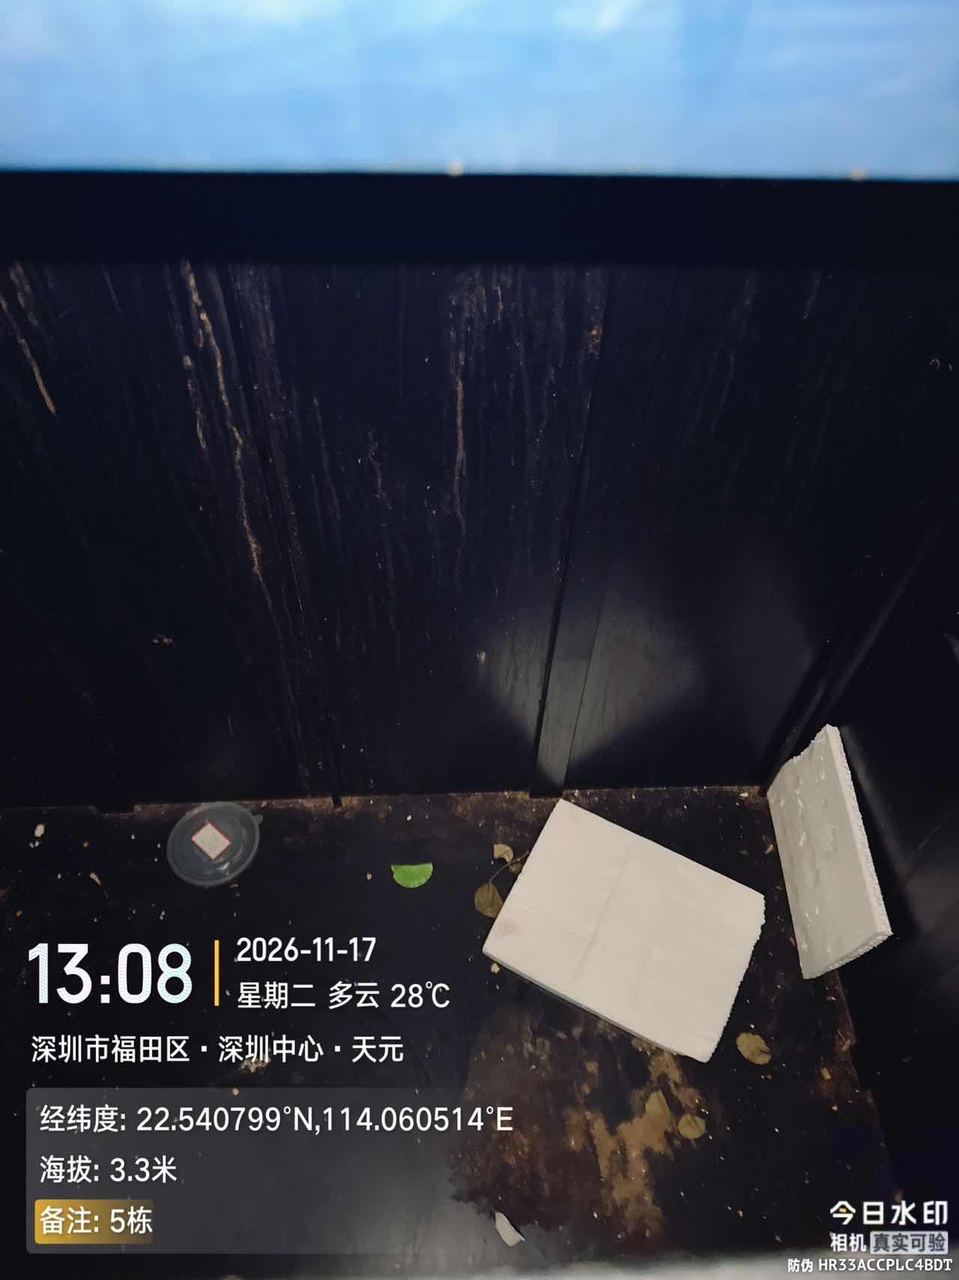 13:08
2026-11-17
星期二 多云 28℃
深圳市福田区·深圳中心·天元
经纬度: 22.540799°N,114.060514°E
海拔: 3.3米
备注: 5栋
今日水印
相机 真实可验
防伪 HR33ACCPLC4BDT